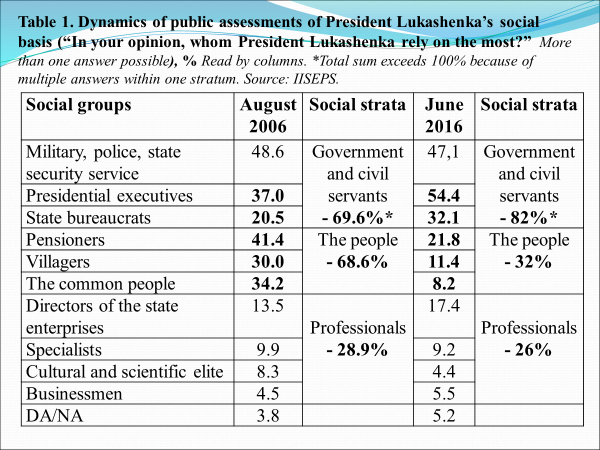 Table 1. Dynamics of public assessments of President Lukashenka's social
basis ("In your opinion, whom President Lukashenka rely on the most?" More
than one answer possible), % Read by columns. *Total sum exceeds 100% because of
multiple answers within one stratum. Source: IISEPS.
Social groups August 2006 Social strata June 2016 Social strata
Military, police, state security service 48.6 Government and civil servants - 69.6%* 47,1 Government and civil servants - 82%*
Presidential executives 37.0 54.4
State bureaucrats 20.5 32.1
Pensioners 41.4 The people - 68.6% 21.8 The people - 32%
Villagers 30.0 11.4
The common people 34.2 8.2
Directors of the state enterprises 13.5 Professionals - 28.9% 17.4 Professionals - 26%
Specialists 9.9 9.2
Cultural and scientific elite 8.3 4.4
Businessmen 4.5 5.5
DA/NA 3.8 5.2